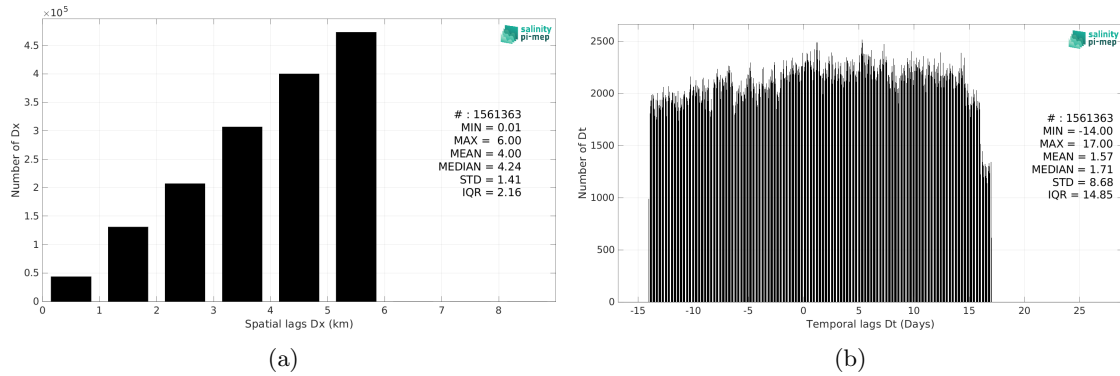 ×10^5
4.5
4
3.5
3
2.5
2
1.5
1
0.5
0
Number of Dx
0 1 2 3 4 5 6 7 8 9
Spatial lags Dx (km)
salinity
pi-mep
# : 1561363
MIN = 0.01
MAX = 6.00
MEAN = 4.00
MEDIAN = 4.24
STD = 1.41
IQR = 2.16
(a)
2500
2000
1500
1000
500
0
Number of Dt
-15 -10 -5 0 5 10 15 20 25
Temporal lags Dt (Days)
salinity
pi-mep
# : 1561363
MIN = -14.00
MAX = 17.00
MEAN = 1.57
MEDIAN = 1.71
STD = 8.68
IQR = 14.85
(b)